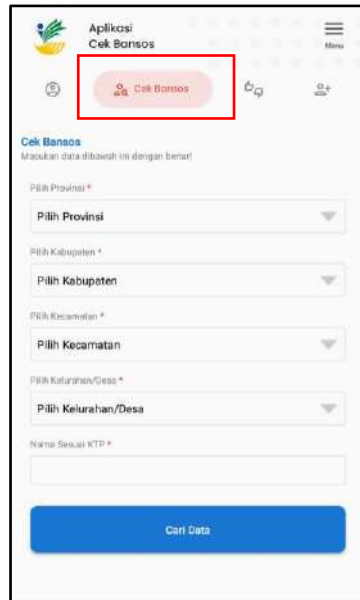 Aplikasi
Cek Bansos
Menu
Cek Bansos
Cek Bansos
Masukan data dibawah ini dengan benar!
Pilih Provinsi *
Pilih Provinsi
Pilih Kabupaten *
Pilih Kabupaten
Pilih Kecamatan *
Pilih Kecamatan
Pilih Kelurahan/Desa *
Pilih Kelurahan/Desa
Nama Sesuai KTP *
Cari Data